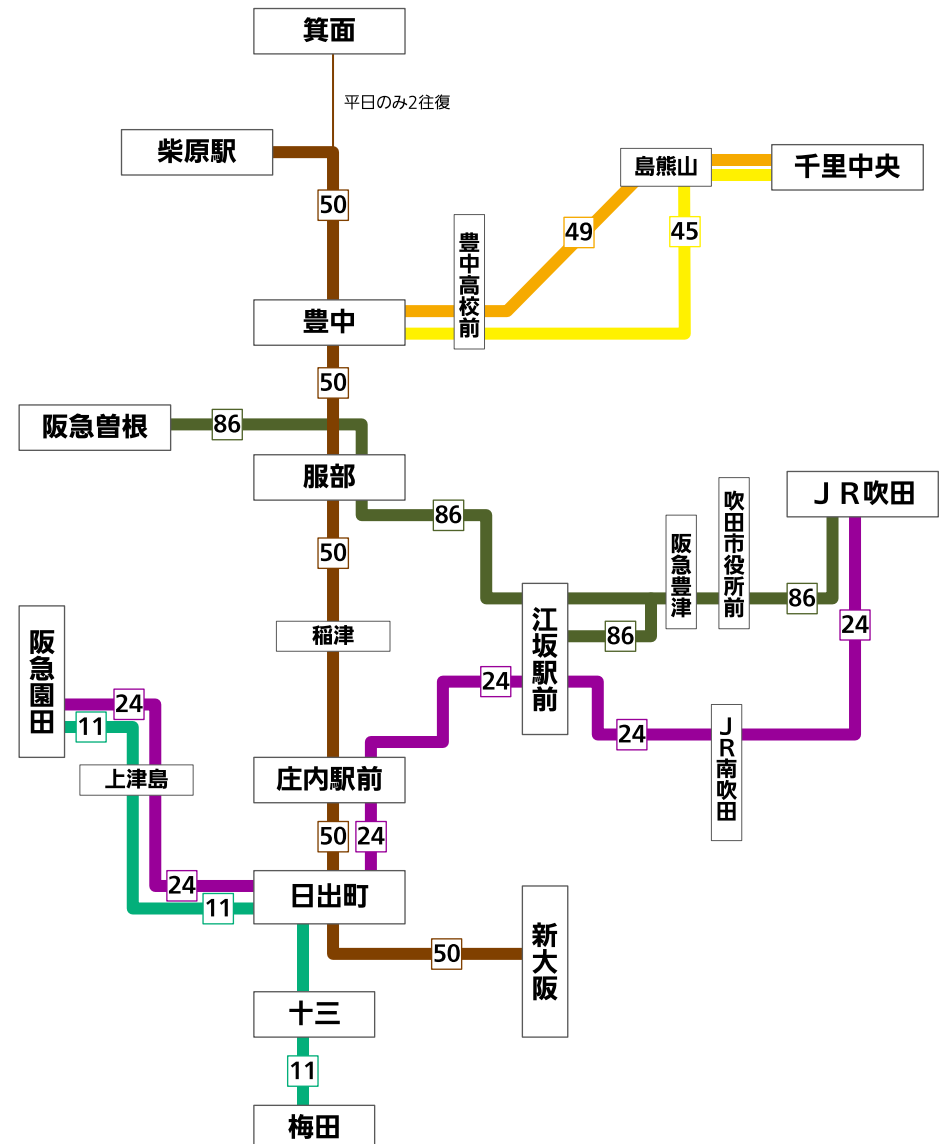 箕面
平日のみ2往復
柴原駅
島熊山
千里中央
50
49
45
豊中高校前
豊中
50
阪急曽根
86
服部
ＪＲ吹田
86
吹田市役所前
阪急豊津
50
86
江坂駅前
阪急園田
稲津
86
24
24
24
11
24
ＪＲ南吹田
上津島
庄内駅前
50
24
24
11
日出町
新大阪
50
十三
11
梅田